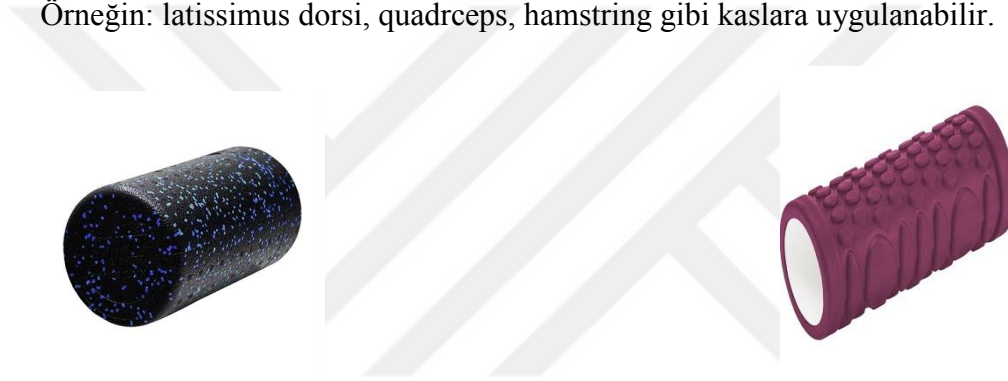 Örneğin: latissimus dorsi, quadrceps, hamstring gibi kaslara uygulanabilir.